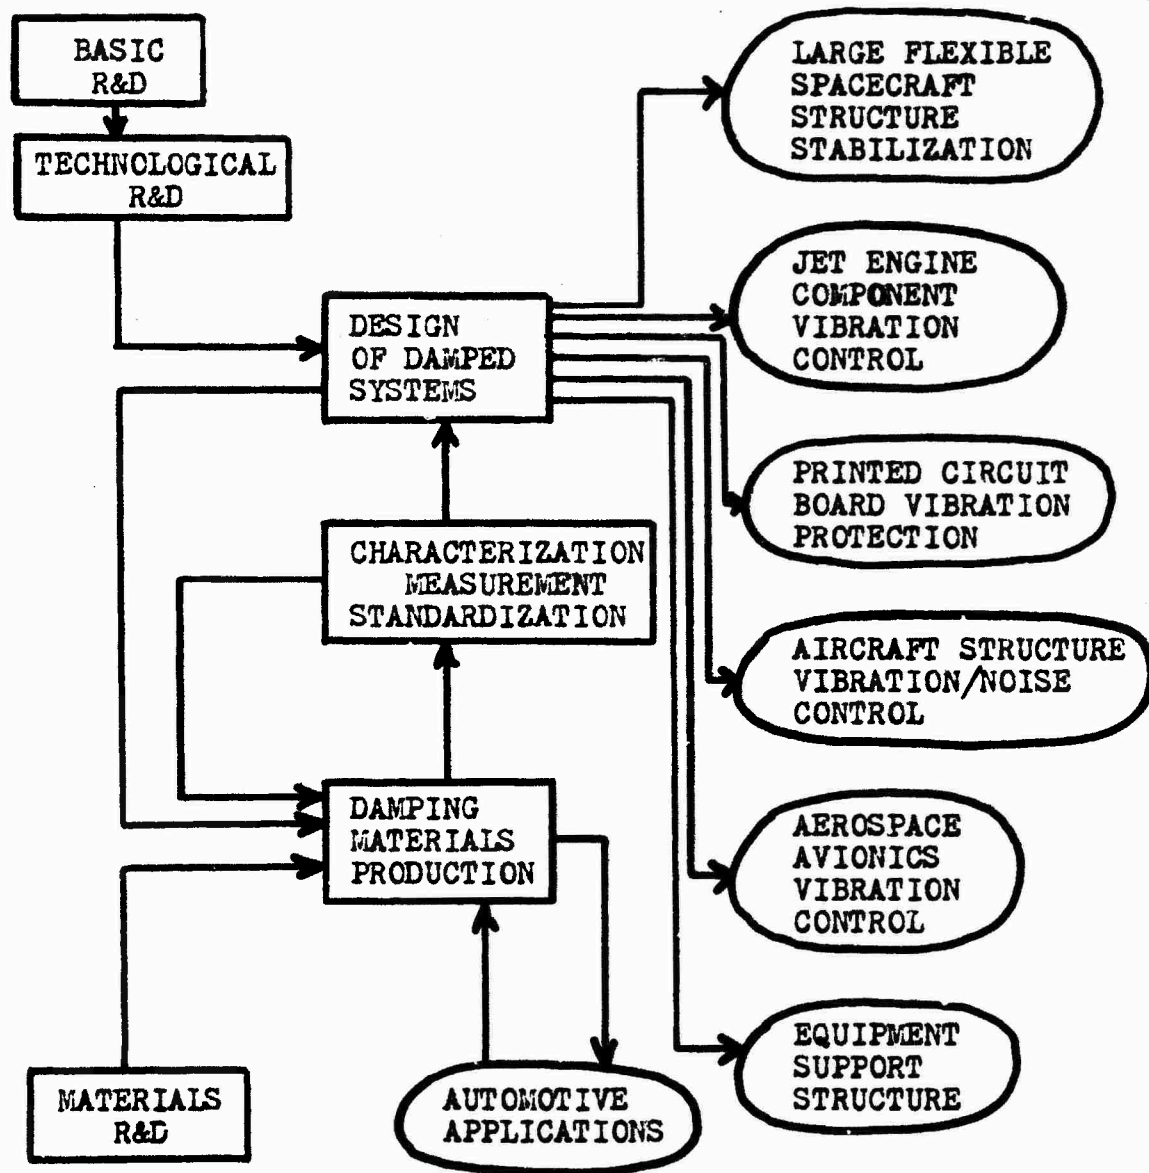 BASIC
R&D
TECHNOLOGICAL
R&D
DESIGN
OF DAMPED
SYSTEMS
CHARACTERIZATION
MEASUREMENT
STANDARDIZATION
DAMPING
MATERIALS
PRODUCTION
MATERIALS
R&D
AUTOMOTIVE
APPLICATIONS
LARGE FLEXIBLE
SPACECRAFT
STRUCTURE
STABILIZATION
JET ENGINE
COMPONENT
VIBRATION
CONTROL
PRINTED CIRCUIT
BOARD VIBRATION
PROTECTION
AIRCRAFT STRUCTURE
VIBRATION/NOISE
CONTROL
AEROSPACE
AVIONICS
VIBRATION
CONTROL
EQUIPMENT
SUPPORT
STRUCTURE